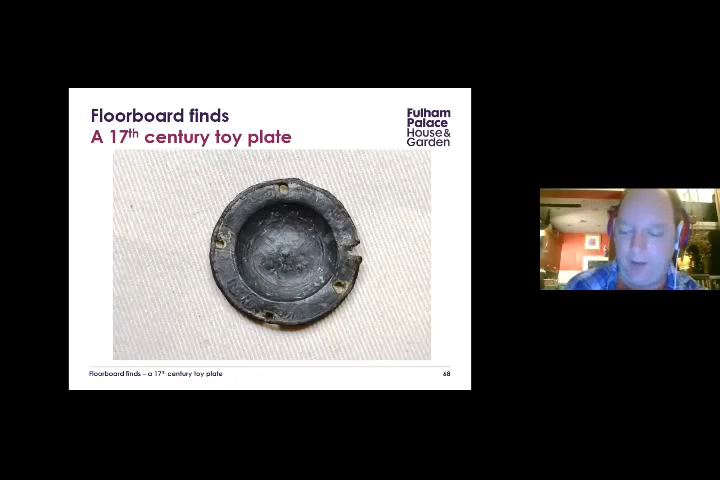 Floorboard finds
A 17th century toy plate
Fulham
Palace
House&
Garden
Floorboard finds – a 17th century toy plate
68